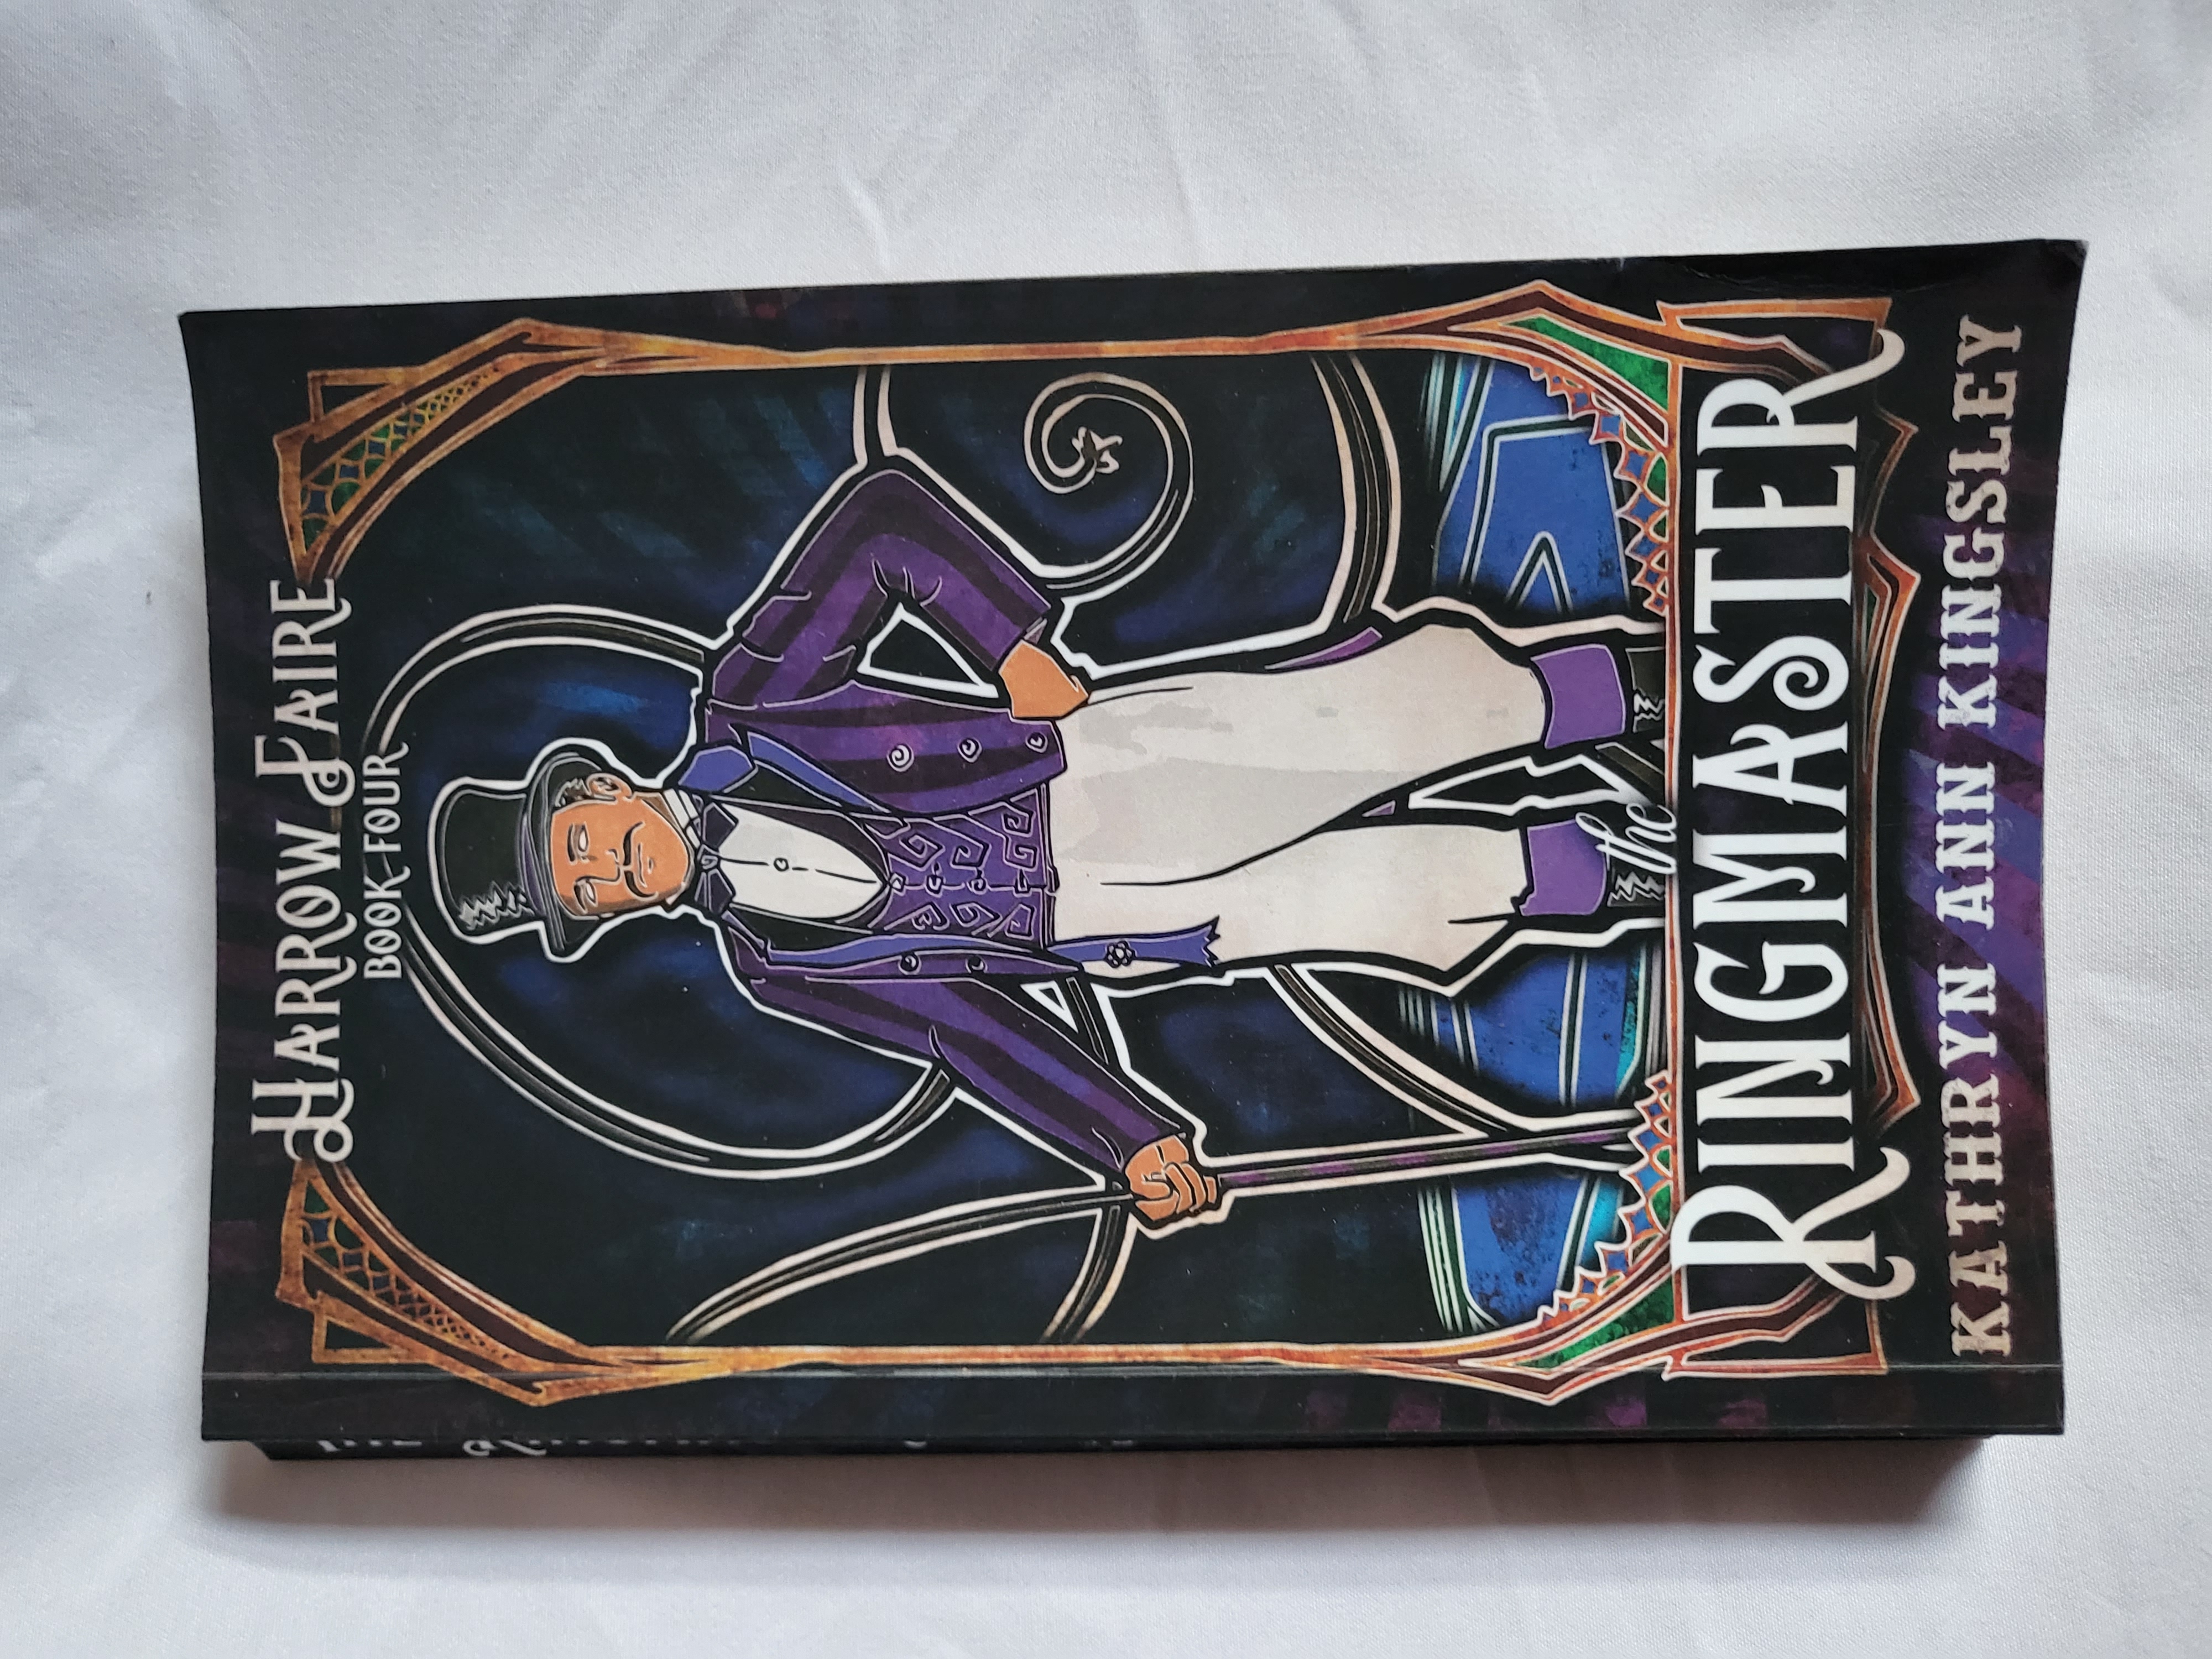 HARROW FAIRE
BOOK FOUR
the
RINGMASTER
KATHRYN ANN KINGSLEY